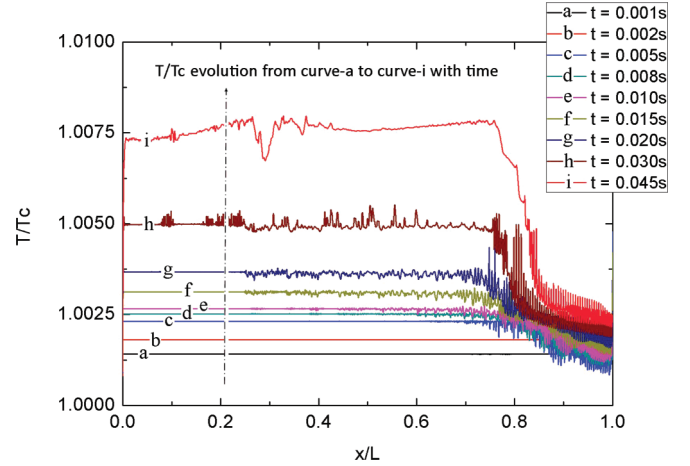 a t = 0.001s
b t = 0.002s
c t = 0.005s
d t = 0.008s
e t = 0.010s
f t = 0.015s
g t = 0.020s
h t = 0.030s
i t = 0.045s
T/Tc evolution from curve-a to curve-i with time
1.0100
1.0075
1.0050
1.0025
1.0000
T/Tc
i
h
g
f
e
d
c
b
a
0.0 0.2 0.4 0.6 0.8 1.0
x/L